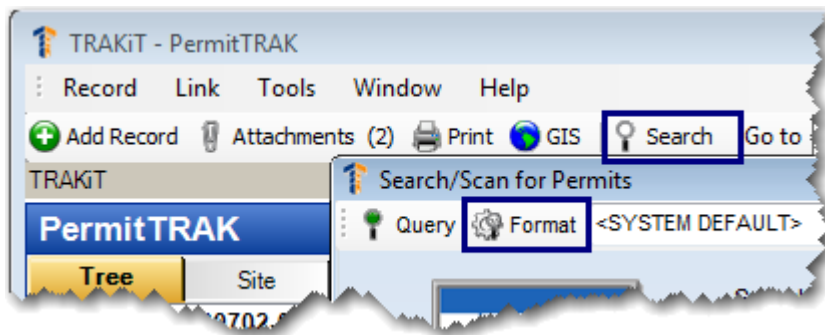 TRAKiT - PermitTRAK
Record Link Tools Window Help
Add Record Attachments (2) Print GIS Search Go to
TRAKiT
Search/Scan for Permits
PermitTRAK
Query Format <SYSTEM DEFAULT>
Tree Site